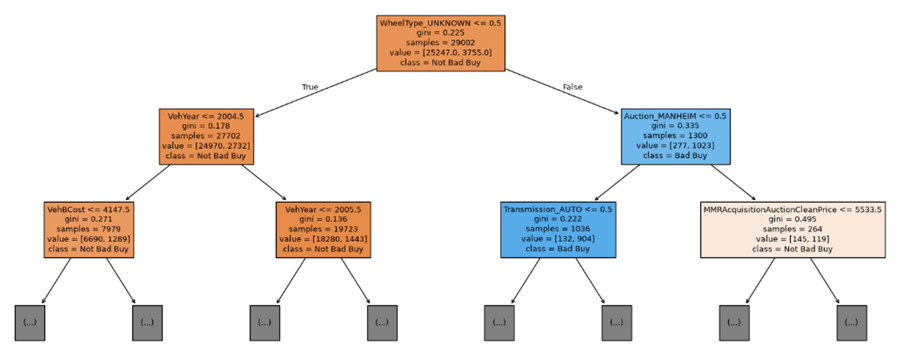 WheelType_UNKNOWN <= 0.5
gini = 0.225
samples = 29002
value = [25247.0, 3755.0]
class = Not Bad Buy
True
False
VehYear <= 2004.5
gini = 0.178
samples = 27702
value = [24970, 2732]
class = Not Bad Buy
Auction_MANHEIM <= 0.5
gini = 0.335
samples = 1300
value = [277, 1023]
class = Bad Buy
VehBCost <= 4147.5
gini = 0.271
samples = 7979
value = [6690, 1289]
class = Not Bad Buy
VehYear <= 2005.5
gini = 0.136
samples = 19723
value = [18280, 1443]
class = Not Bad Buy
Transmission_AUTO <= 0.5
gini = 0.222
samples = 1036
value = [132, 904]
class = Bad Buy
MMRAcquisitionAuctionCleanPrice <= 5533.5
gini = 0.495
samples = 264
value = [145, 119]
class = Not Bad Buy
(...)
(...)
(...)
(...)
(...)
(...)
(...)
(...)